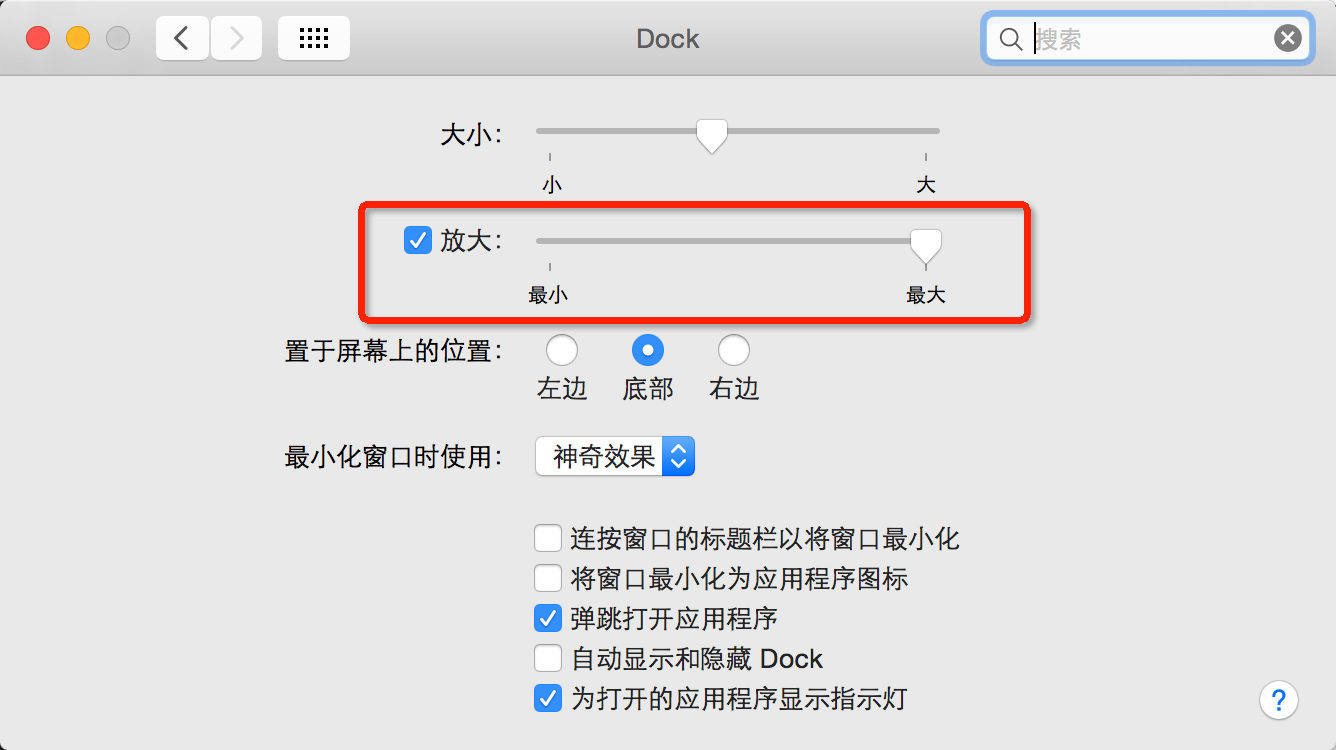 Dock
搜索
大小：
小 大
放大：
最小 最大
置于屏幕上的位置：
左边 底部 右边
最小化窗口时使用：
神奇效果
连按窗口的标题栏以将窗口最小化
将窗口最小化为应用程序图标
弹跳打开应用程序
自动显示和隐藏 Dock
为打开的应用程序显示指示灯
?